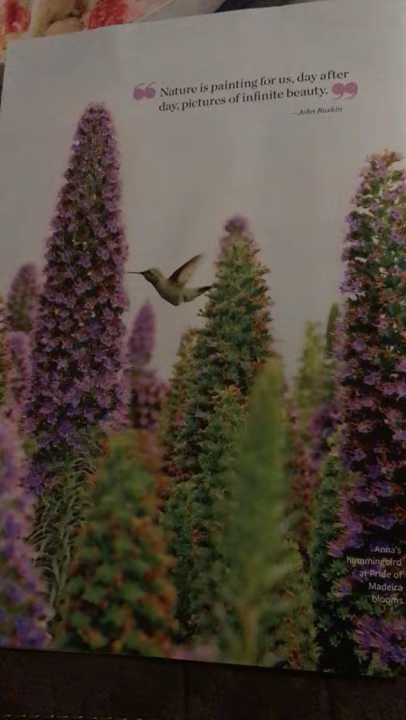 “Nature is painting for us, day after
day, pictures of infinite beauty.”
–John Ruskin
Anna's
hummingbird
at Pride of
Madeira
blooms